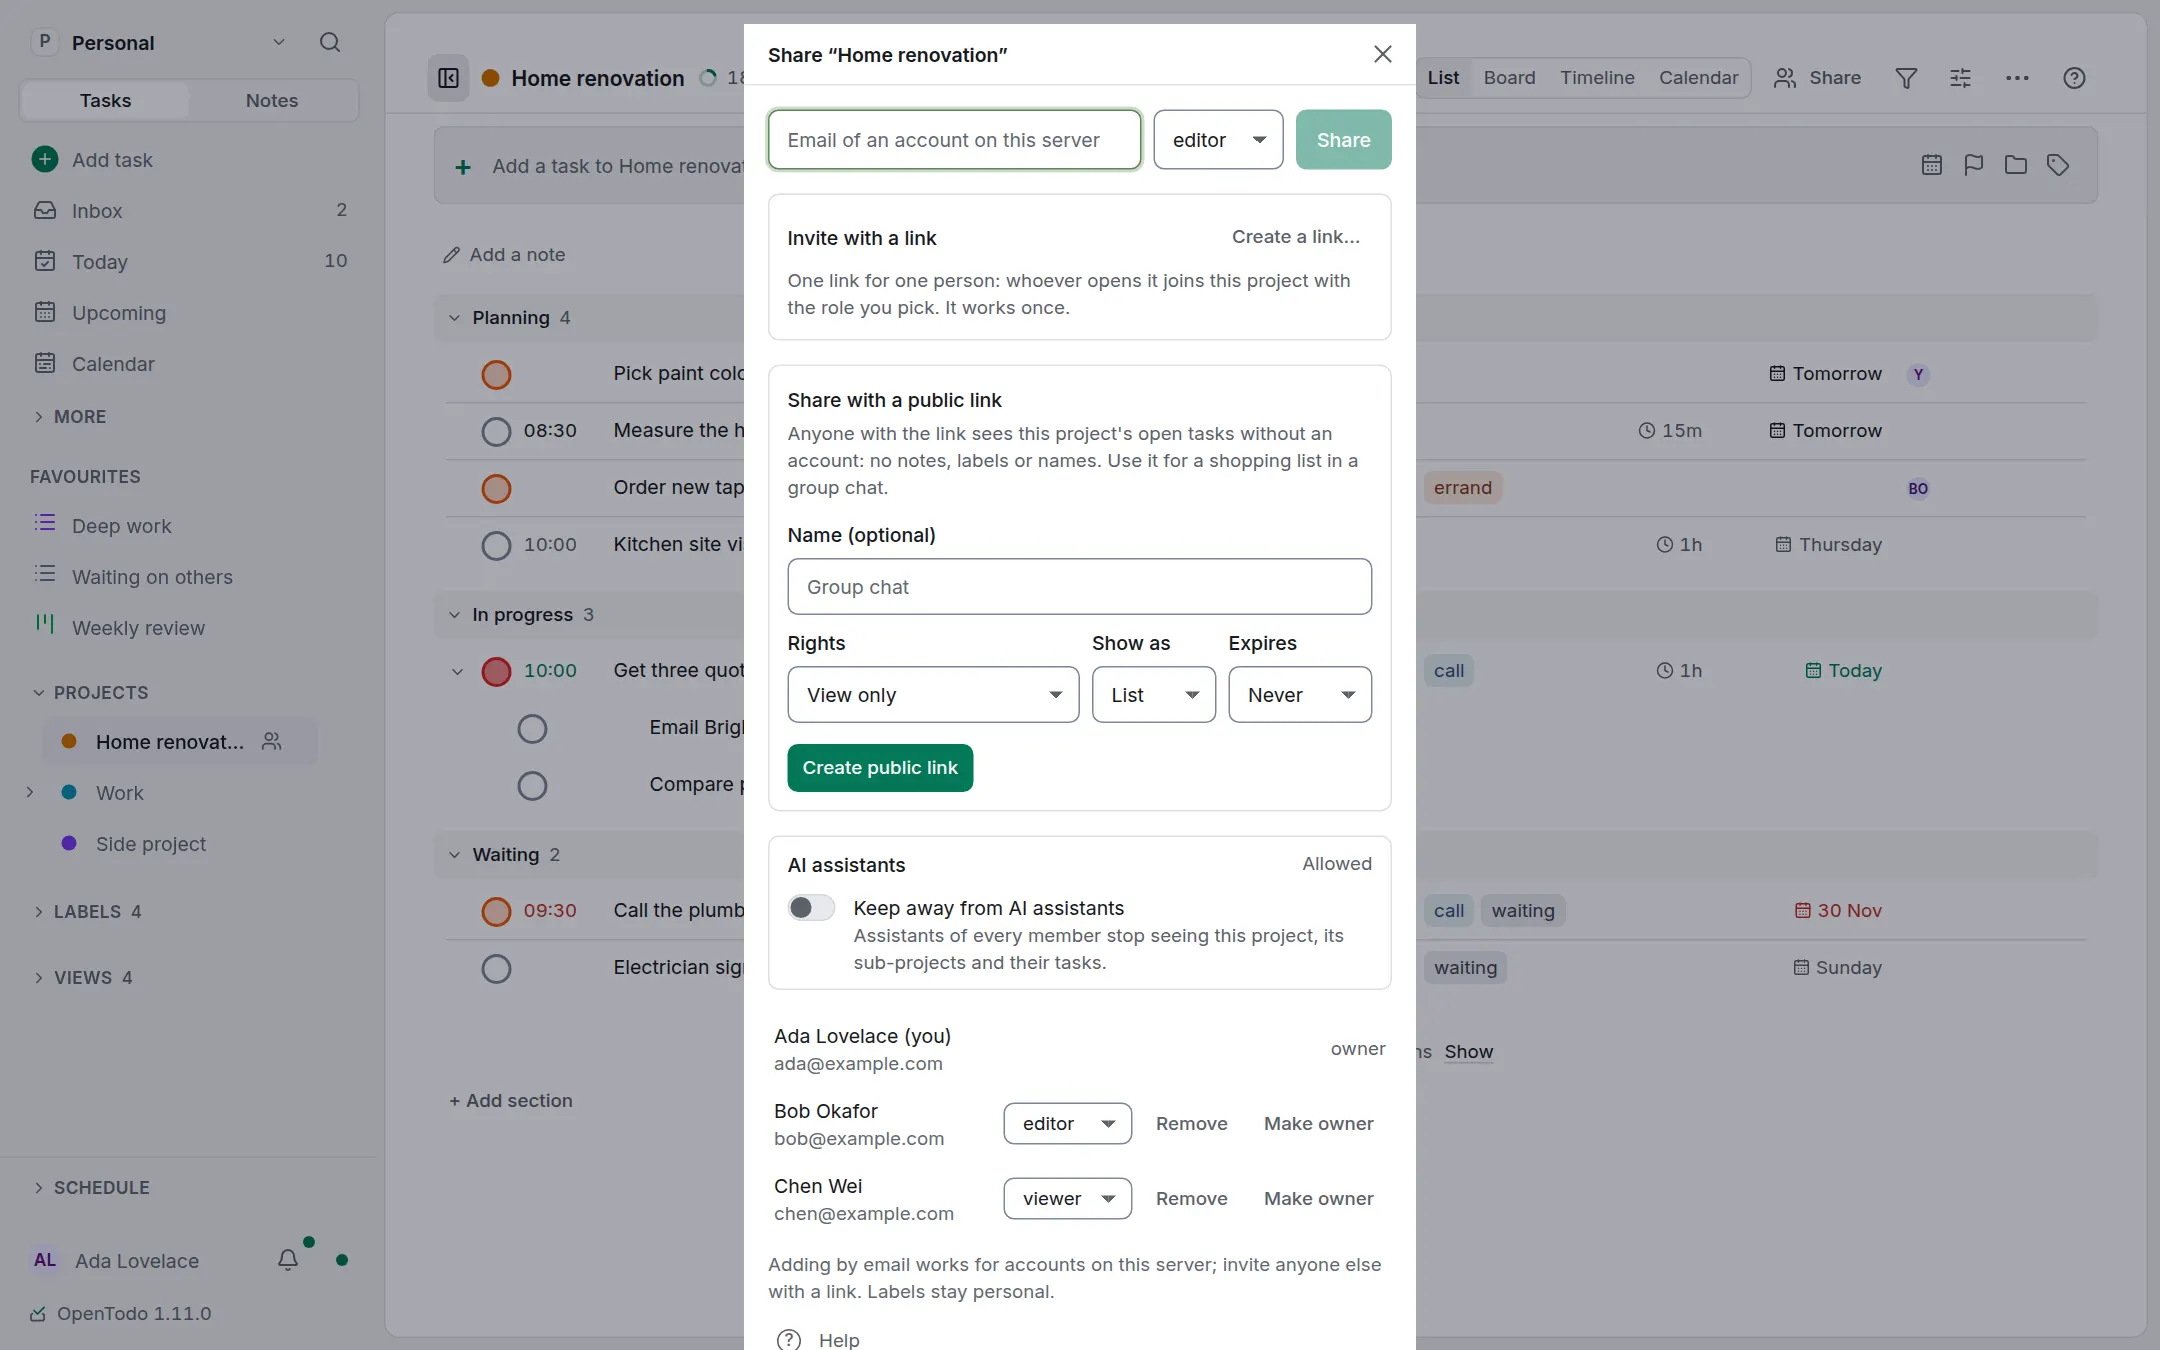 P Personal
Tasks Notes
Add task
Inbox 2
Today 10
Upcoming
Calendar
MORE
FAVOURITES
Deep work
Waiting on others
Weekly review
PROJECTS
Home renovat...
Work
Side project
LABELS 4
VIEWS 4
SCHEDULE
AL Ada Lovelace
OpenTodo 1.11.0
Home renovation
List Board Timeline Calendar Share
Add a task to Home
Add a note
Planning 4
Pick paint Tomorrow Y
08:30 Measure the 15m Tomorrow
Order new errand BO
10:00 Kitchen site 1h Thursday
In progress 3
10:00 Get three call 1h Today
Email
Compare
Waiting 2
09:30 Call the call waiting 30 Nov
Electrician waiting Sunday
Show
+ Add section
Share “Home renovation”
Email of an account on this server editor Share
Invite with a link Create a link...
One link for one person: whoever opens it joins this project with
the role you pick. It works once.
Share with a public link
Anyone with the link sees this project's open tasks without an
account: no notes, labels or names. Use it for a shopping list in a
group chat.
Name (optional)
Group chat
Rights Show as Expires
View only List Never
Create public link
AI assistants Allowed
Keep away from AI assistants
Assistants of every member stop seeing this project, its
sub-projects and their tasks.
Ada Lovelace (you)
ada@example.com owner
Bob Okafor
bob@example.com editor Remove Make owner
Chen Wei
chen@example.com viewer Remove Make owner
Adding by email works for accounts on this server; invite anyone else
with a link. Labels stay personal.
Help